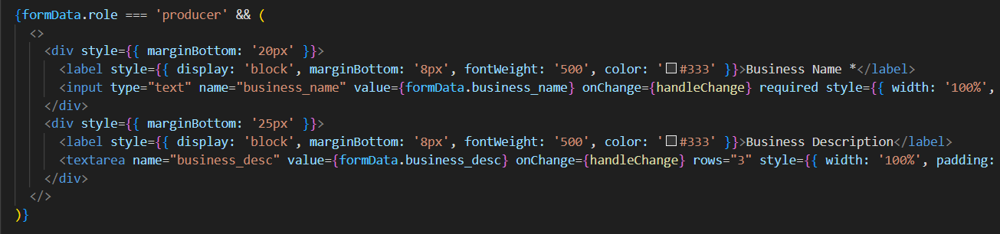 {formData.role === 'producer' && (
<>
<div style={{ marginBottom: '20px' }}>
<label style={{ display: 'block', marginBottom: '8px', fontWeight: '500', color: '#333' }}>Business Name *</label>
<input type="text" name="business_name" value={formData.business_name} onChange={handleChange} required style={{ width: '100%',
</div>
<div style={{ marginBottom: '25px' }}>
<label style={{ display: 'block', marginBottom: '8px', fontWeight: '500', color: '#333' }}>Business Description</label>
<textarea name="business_desc" value={formData.business_desc} onChange={handleChange} rows="3" style={{ width: '100%', padding:
</div>
</>
)}